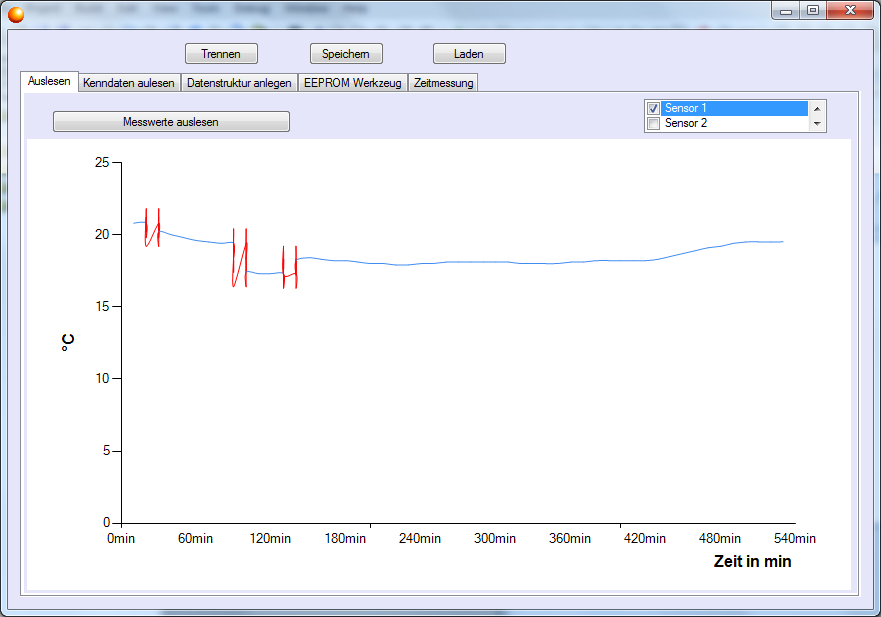 Trennen Speichern Laden
Auslesen Kenndaten aulesen Datenstruktur anlegen EEPROM Werkzeug Zeitmessung
Messwerte auslesen
Sensor 1
Sensor 2
25
20
15
°C
10
5
0
0min 60min 120min 180min 240min 300min 360min 420min 480min 540min
Zeit in min